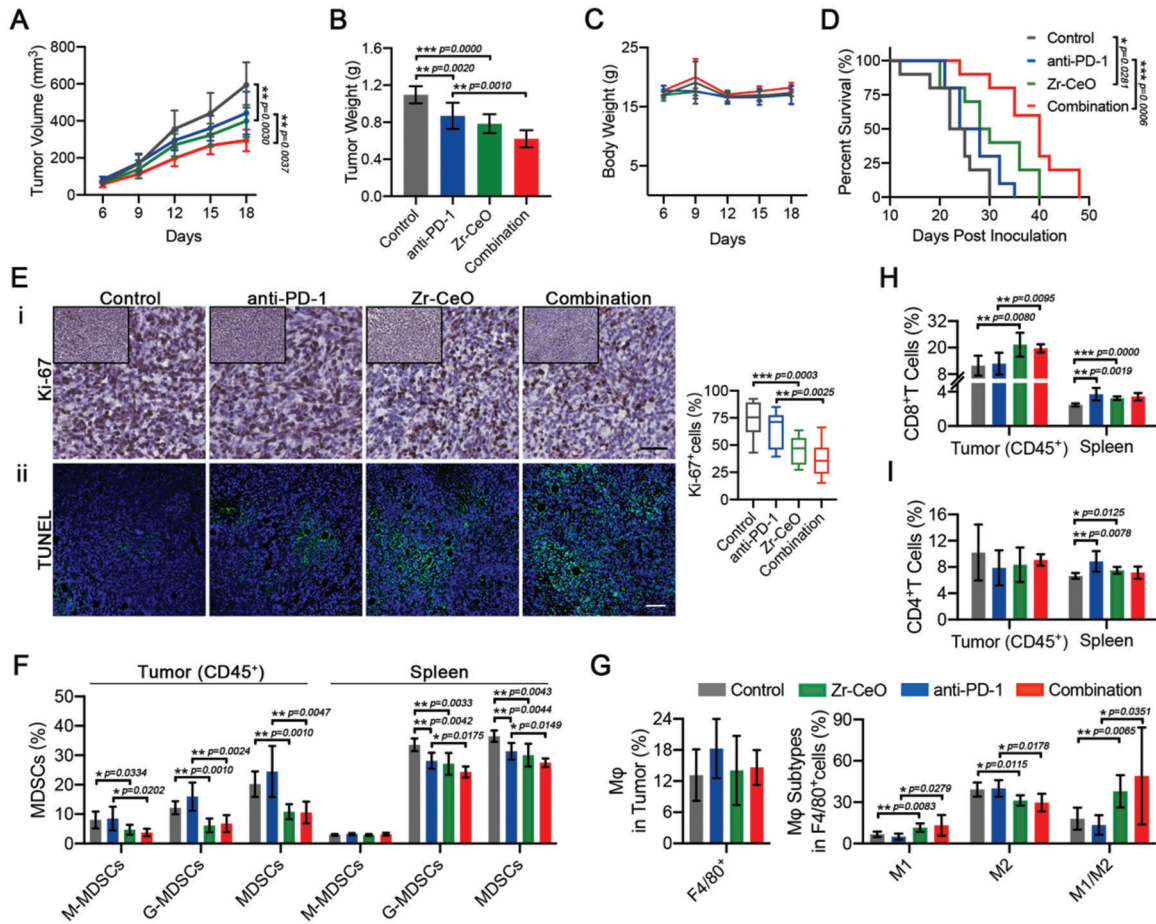 A
Tumor Volume (mm³)
800
600
400
200
0
6 9 12 15 18
Days
** p=0.0030
** p=0.0037
B
Tumor Weight (g)
1.6
1.2
0.8
0.4
0.0
*** p=0.0000
** p=0.0020
** p=0.0010
Control
anti-PD-1
Zr-CeO
Combination
C
Body Weight (g)
25
20
15
10
5
0
6 9 12 15 18
Days
D
Percent Survival (%)
100
75
50
25
0
10 20 30 40 50
Days Post Inoculation
Control
anti-PD-1
Zr-CeO
Combination
* p=0.0281
*** p=0.0006
E
Control anti-PD-1 Zr-CeO Combination
i
Ki-67
ii
TUNEL
Ki-67⁺cells (%)
100
75
50
25
0
*** p=0.0003
** p=0.0025
Control
anti-PD-1
Zr-CeO
Combination
H
CD8⁺T Cells (%)
32
20
8
4
0
** p=0.0095
** p=0.0080
*** p=0.0000
** p=0.0019
Tumor (CD45⁺) Spleen
I
CD4⁺T Cells (%)
16
12
8
4
0
* p=0.0125
** p=0.0078
Tumor (CD45⁺) Spleen
F
Tumor (CD45⁺) Spleen
MDSCs (%)
50
40
30
20
10
0
* p=0.0334
* p=0.0202
** p=0.0024
** p=0.0010
** p=0.0047
** p=0.0010
** p=0.0033
** p=0.0042
* p=0.0175
** p=0.0043
** p=0.0044
* p=0.0149
M-MDSCs
G-MDSCs
MDSCs
M-MDSCs
G-MDSCs
MDSCs
G
Control Zr-CeO anti-PD-1 Combination
Mφ
in Tumor (%)
30
24
18
12
6
0
F4/80⁺
Mφ Subtypes
in F4/80⁺cells (%)
90
60
30
0
* p=0.0279
** p=0.0083
* p=0.0178
* p=0.0115
* p=0.0351
** p=0.0065
M1
M2
M1/M2